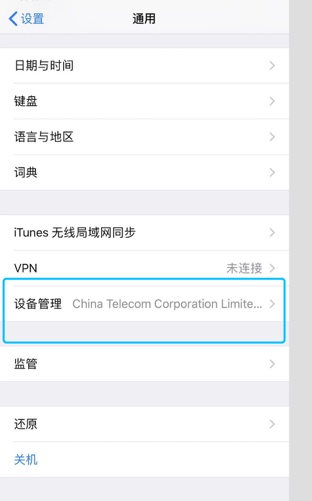 设置
通用
日期与时间
键盘
语言与地区
词典
iTunes 无线局域网同步
VPN 未连接
设备管理 China Telecom Corporation Limite...
监管
还原
关机